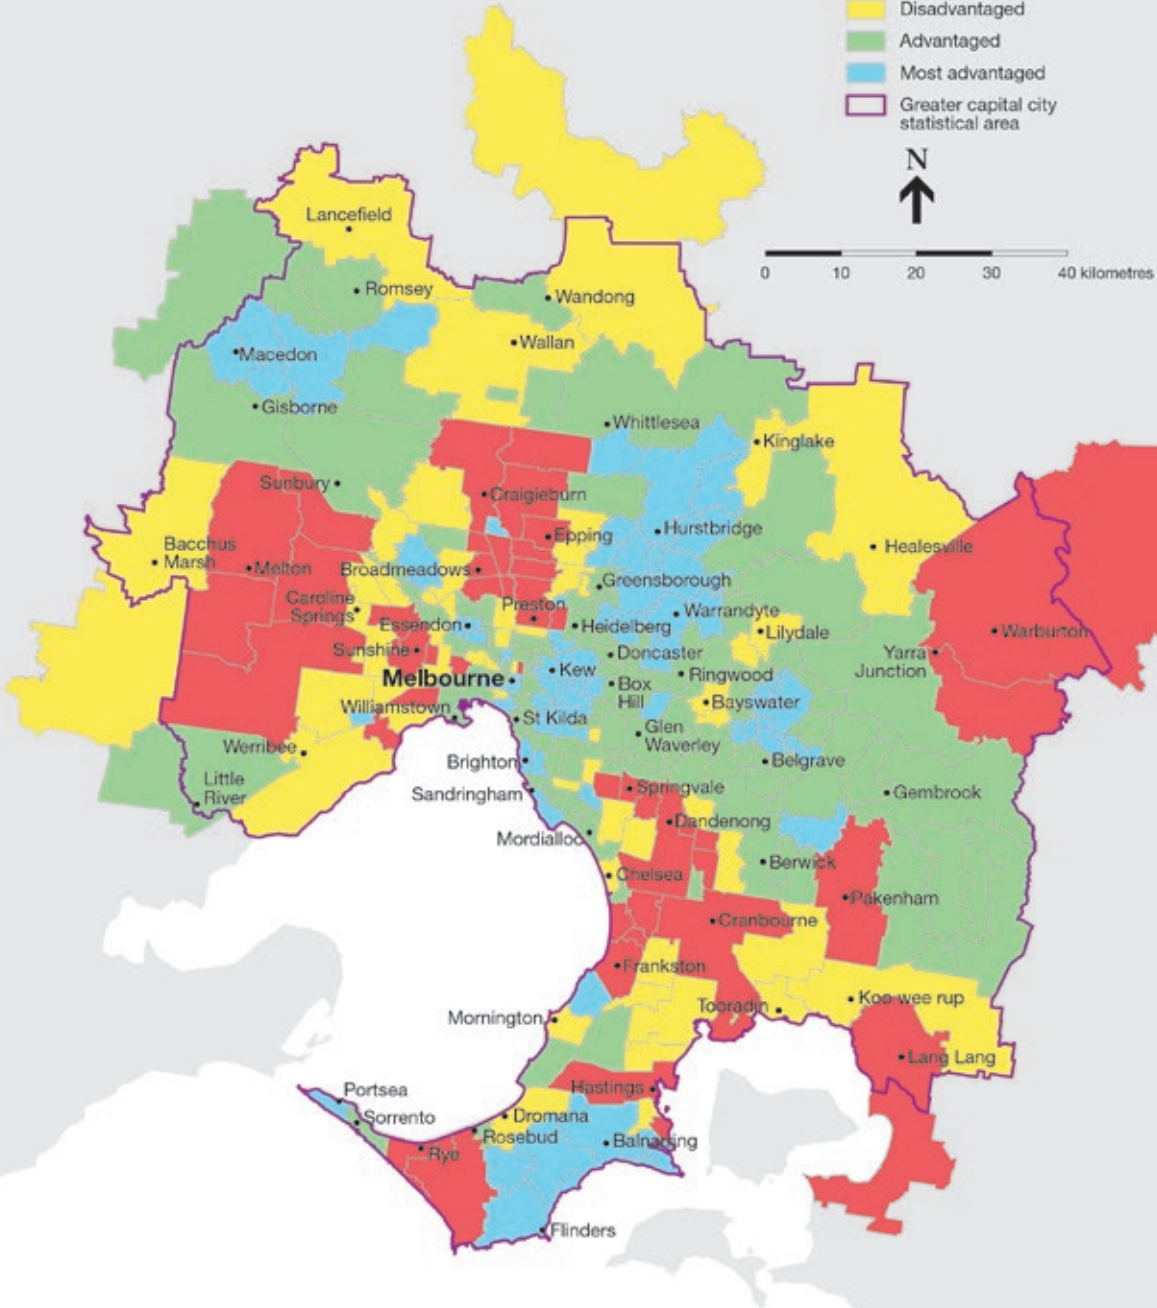 Disadvantaged
Advantaged
Most advantaged
Greater capital city
statistical area
N
0 10 20 30 40 kilometres
Lancefield
Romsey
Wandong
Wallan
Macedon
Gisborne
Whittlesea
Kinglake
Sunbury
Craigieburn
Hurstbridge
Epping
Bacchus
Marsh
Healesville
Melton
Broadmeadows
Greensborough
Caroline
Springs
Preston
Warrandyte
Essendon
Heidelberg
Lilydale
Warburton
Sunshine
Doncaster
Yarra
Junction
Melbourne
Kew
Ringwood
Box
Hill
Bayswater
Williamstown
St Kilda
Glen
Waverley
Werribee
Brighton
Belgrave
Little
River
Sandringham
Springvale
Gembrook
Mordialloc
Dandenong
Chelsea
Berwick
Pakenham
Cranbourne
Frankston
Tooradin
Koo wee rup
Mornington
Lang Lang
Hastings
Portsea
Sorrento
Dromana
Rosebud
Balnarring
Rye
Flinders